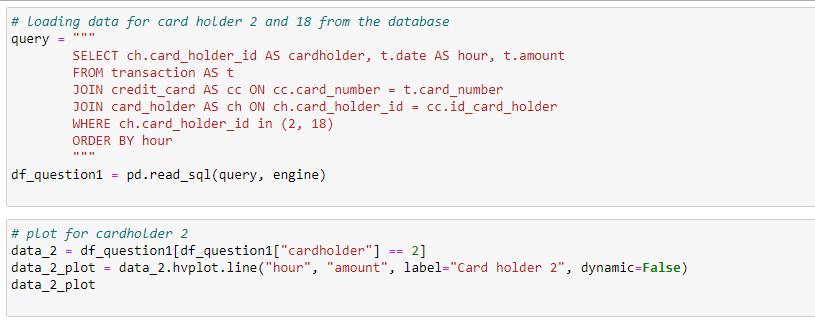 # loading data for card holder 2 and 18 from the database
query = """
SELECT ch.card_holder_id AS cardholder, t.date AS hour, t.amount
FROM transaction AS t
JOIN credit_card AS cc ON cc.card_number = t.card_number
JOIN card_holder AS ch ON ch.card_holder_id = cc.id_card_holder
WHERE ch.card_holder_id in (2, 18)
ORDER BY hour
"""
df_question1 = pd.read_sql(query, engine)
# plot for cardholder 2
data_2 = df_question1[df_question1["cardholder"] == 2]
data_2_plot = data_2.hvplot.line("hour", "amount", label="Card holder 2", dynamic=False)
data_2_plot